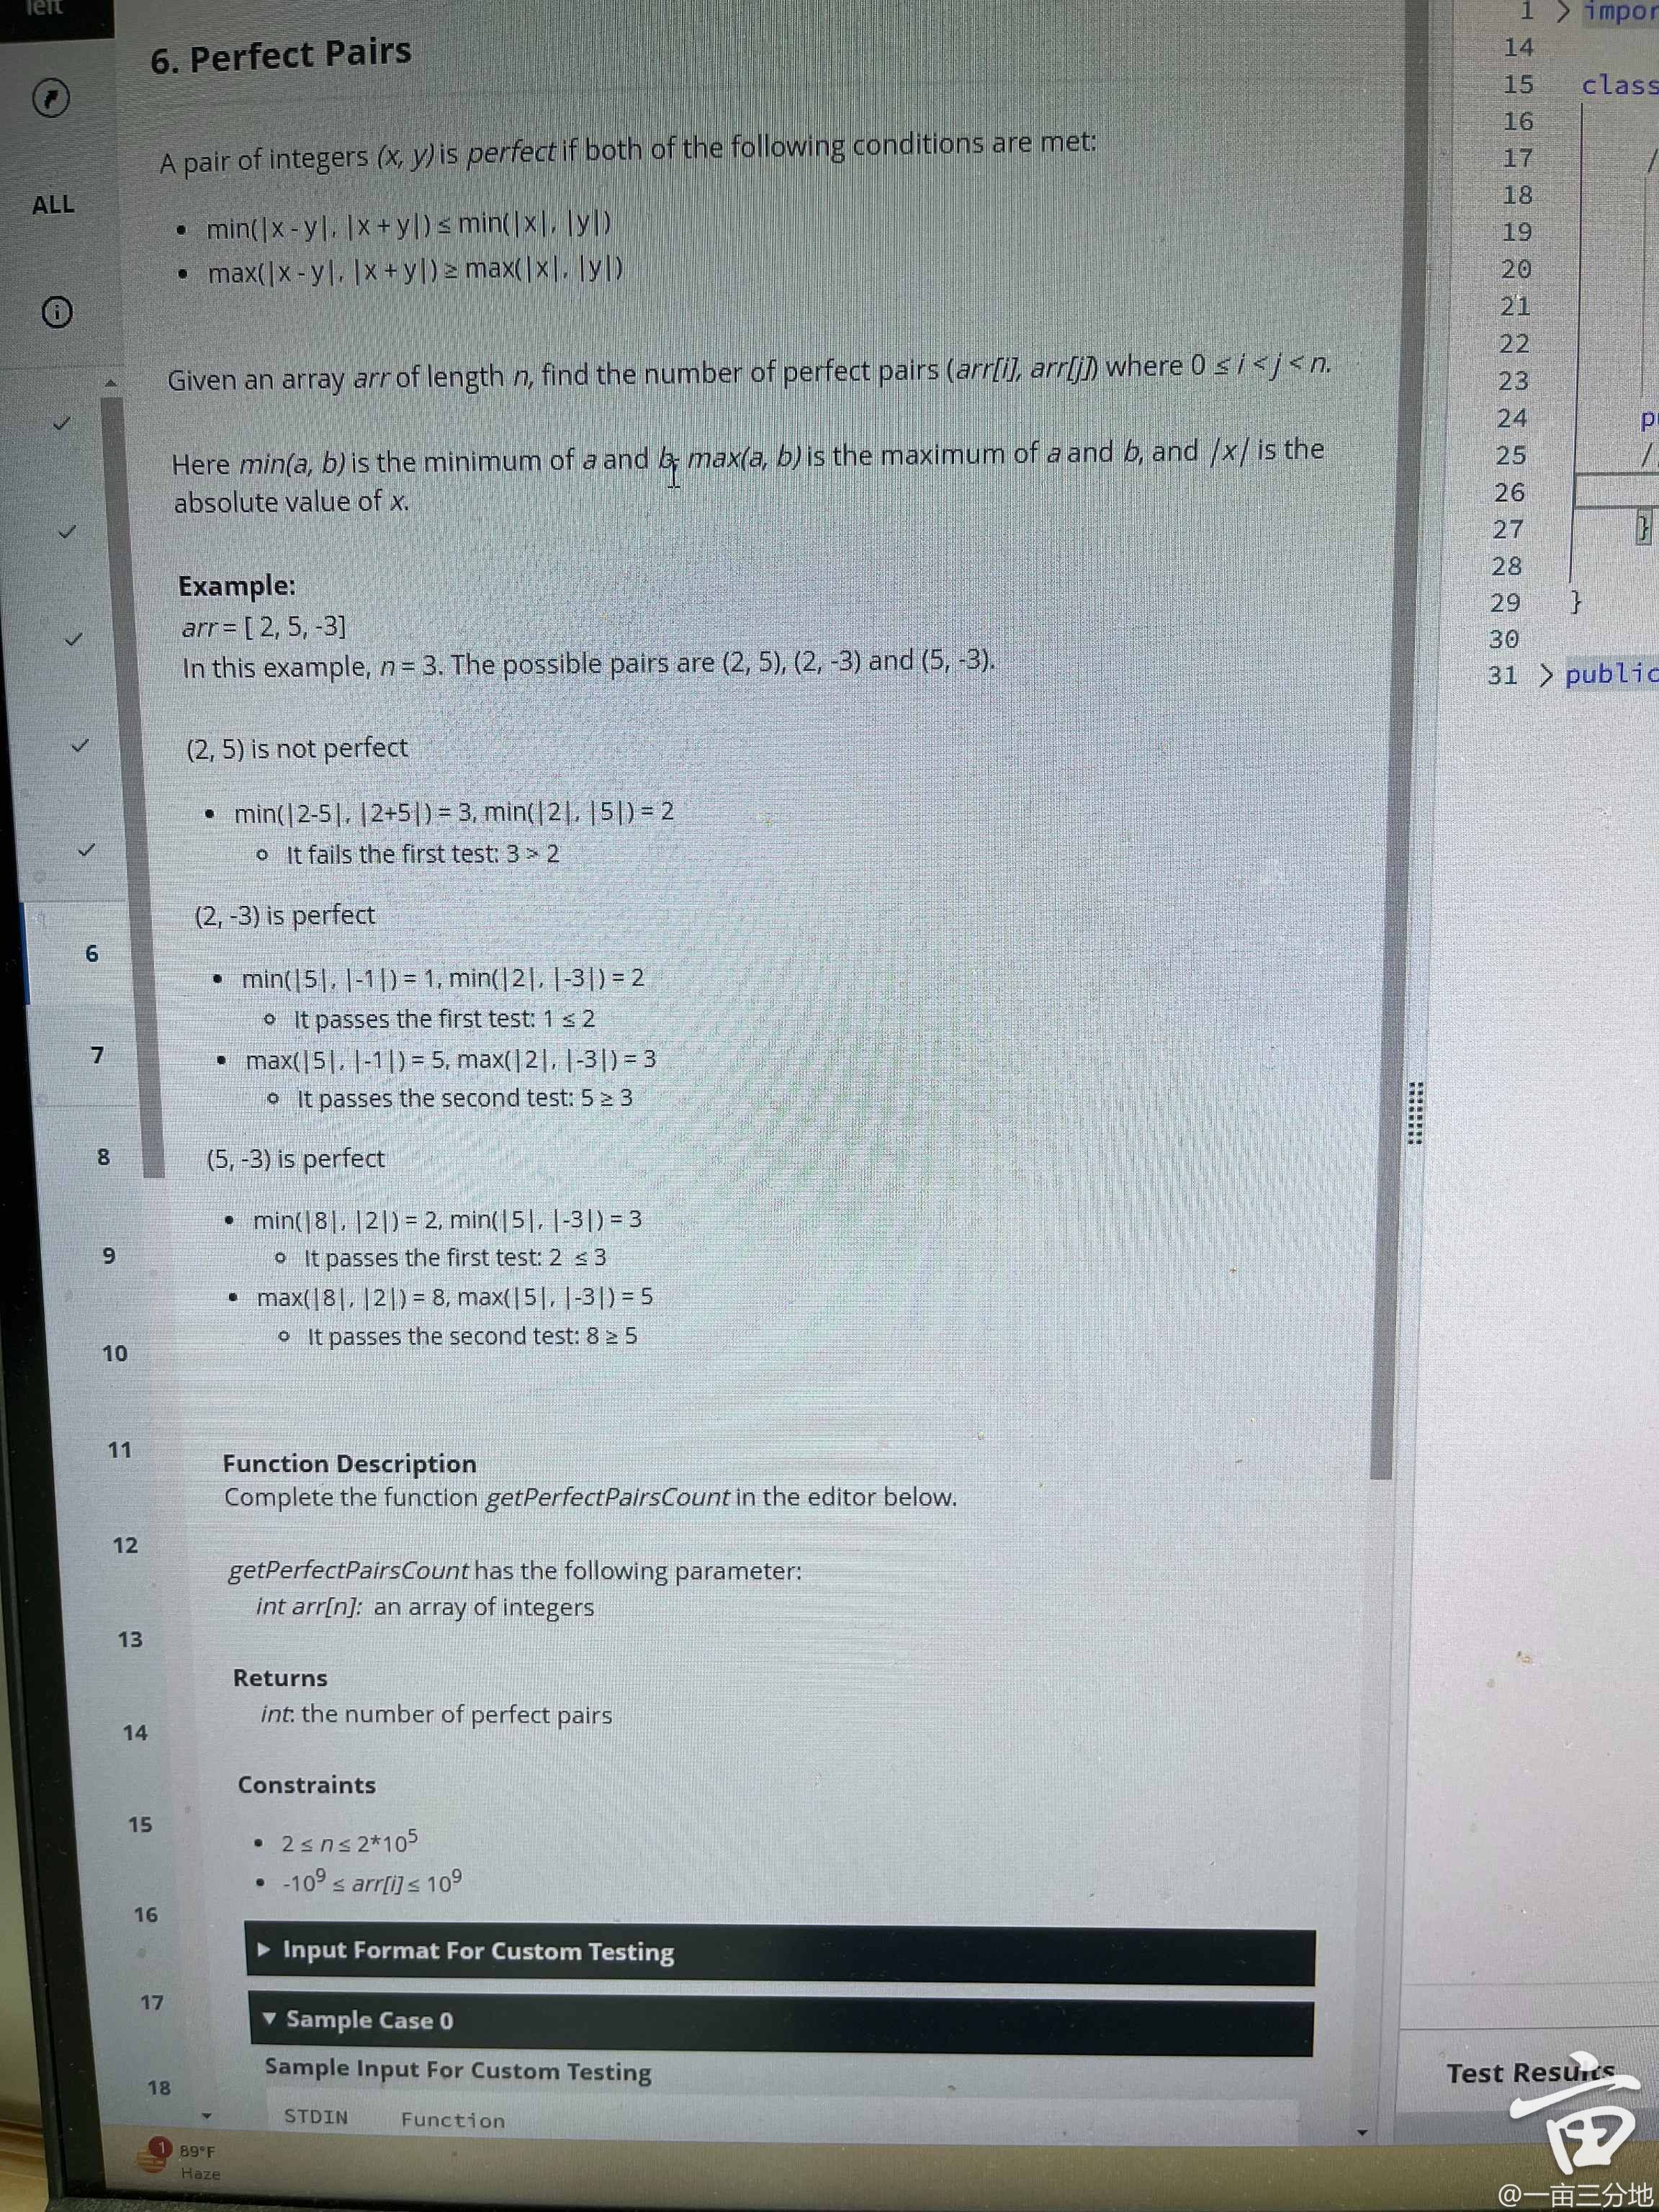 left
ALL
6. Perfect Pairs
A pair of integers (x, y) is perfect if both of the following conditions are met:
• min(|x - y|, |x + y|) ≤ min(|x|, |y|)
• max(|x - y|, |x + y|) ≥ max(|x|, |y|)
Given an array arr of length n, find the number of perfect pairs (arr[i], arr[j]) where 0 ≤ i < j < n.
Here min(a, b) is the minimum of a and b, max(a, b) is the maximum of a and b, and |x| is the
absolute value of x.
Example:
arr = [ 2, 5, -3]
In this example, n = 3. The possible pairs are (2, 5), (2, -3) and (5, -3).
(2, 5) is not perfect
• min(|2-5|, |2+5|) = 3, min(|2|, |5|) = 2
o It fails the first test: 3 > 2
(2, -3) is perfect
• min(|5|, |-1|) = 1, min(|2|, |-3|) = 2
o It passes the first test: 1 ≤ 2
• max(|5|, |-1|) = 5, max(|2|, |-3|) = 3
o It passes the second test: 5 ≥ 3
(5, -3) is perfect
• min(|8|, |2|) = 2, min(|5|, |-3|) = 3
o It passes the first test: 2 ≤ 3
• max(|8|, |2|) = 8, max(|5|, |-3|) = 5
o It passes the second test: 8 ≥ 5
Function Description
Complete the function getPerfectPairsCount in the editor below.
getPerfectPairsCount has the following parameter:
int arr[n]: an array of integers
Returns
int: the number of perfect pairs
Constraints
• 2 ≤ n ≤ 2*10⁵
• -10⁹ ≤ arr[i] ≤ 10⁹
▶ Input Format For Custom Testing
▼ Sample Case 0
Sample Input For Custom Testing
STDIN Function
6
7
8
9
10
11
12
13
14
15
16
17
18
1 > impor
14
15 class
16
17 /
18
19
20
21
22
23
24 p
25 /
26
27 }
28
29 }
30
31 > public
Test Results
1
89°F
Haze
亩
@一亩三分地